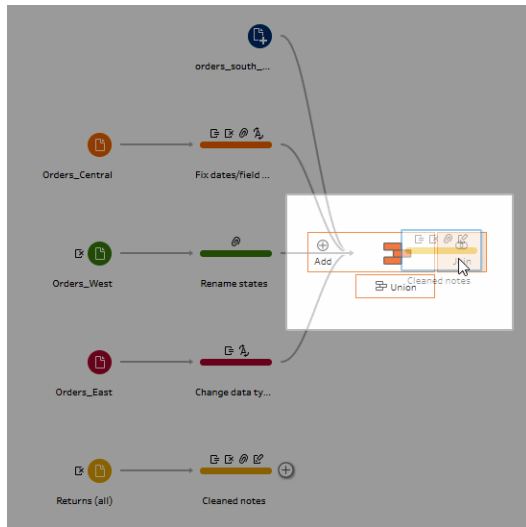 orders_south_...
Orders_Central
Fix dates/field ...
Add
Join
Union
Cleaned notes
Orders_West
Rename states
Orders_East
Change data ty...
Returns (all)
Cleaned notes